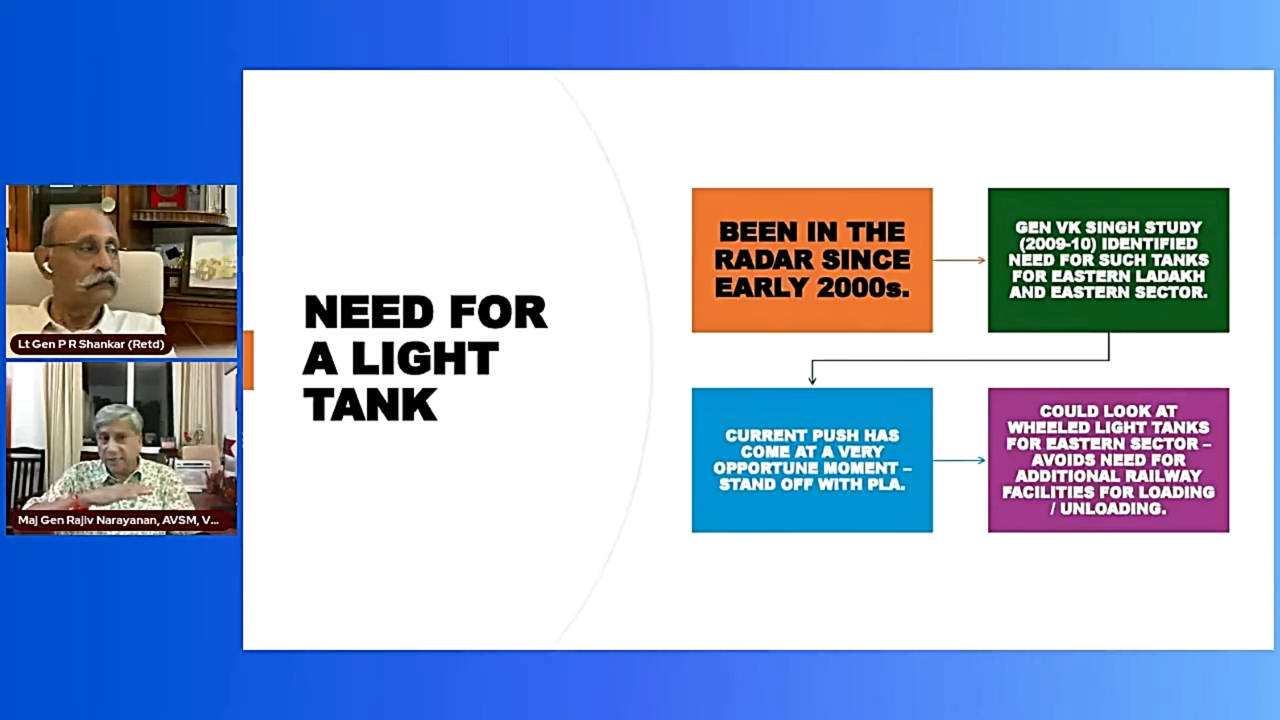 Lt Gen P R Shankar (Retd)
Maj Gen Rajiv Narayanan, AVSM, V...
NEED FOR
A LIGHT
TANK
BEEN IN THE
RADAR SINCE
EARLY 2000s.
GEN VK SINGH STUDY
(2009-10) IDENTIFIED
NEED FOR SUCH TANKS
FOR EASTERN LADAKH
AND EASTERN SECTOR.
CURRENT PUSH HAS
COME AT A VERY
OPPORTUNE MOMENT –
STAND OFF WITH PLA.
COULD LOOK AT
WHEELED LIGHT TANKS
FOR EASTERN SECTOR –
AVOIDS NEED FOR
ADDITIONAL RAILWAY
FACILITIES FOR LOADING
/ UNLOADING.